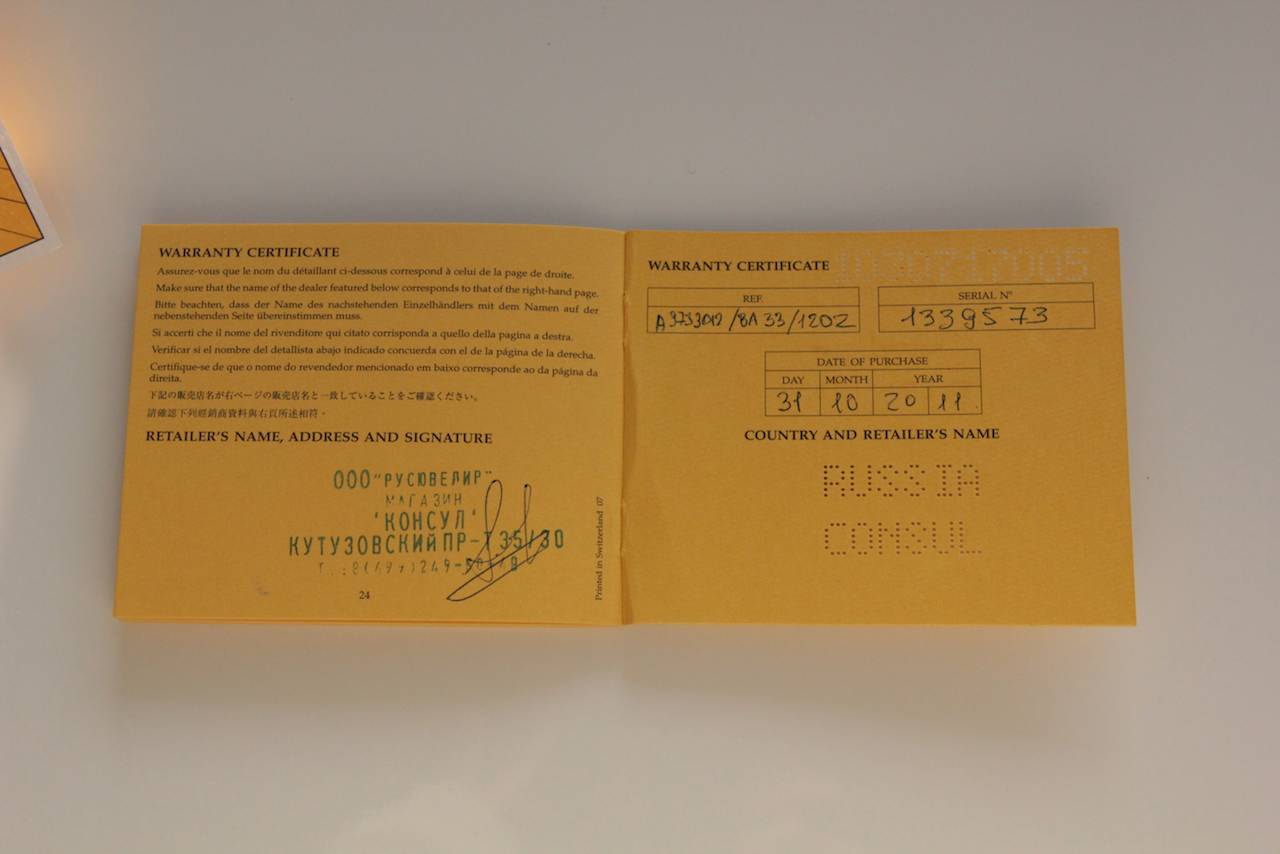 WARRANTY CERTIFICATE
Assurez-vous que le nom du détaillant ci-dessous correspond à celui de la page de droite.
Make sure that the name of the dealer featured below corresponds to that of the right-hand page.
Bitte beachten, dass der Name des nachstehenden Einzelhändlers mit dem Namen auf der
nebenstehenden Seite übereinstimmen muss.
Si accerti che il nome del rivenditore qui citato corrisponda a quello della pagina a destra.
Verificar si el nombre del detallista abajo indicado concuerda con el de la página de la derecha.
Certifique-se de que o nome do revendedor mencionado em baixo corresponde ao da página da
direita.
下記の販売店名が右ページの販売店名と一致していることをご確認ください。
請確認下列經銷商資料與右頁所述相符。
RETAILER'S NAME, ADDRESS AND SIGNATURE
ООО "РУСЮВЕЛИР"
МАГАЗИН
'КОНСУЛ'
КУТУЗОВСКИЙ ПР-Т 35/30
24
Printed in Switzerland 07
WARRANTY CERTIFICATE
REF.
A3733012/BA33/120Z
SERIAL N°
1339573
DATE OF PURCHASE
DAY MONTH YEAR
31 10 20 11
COUNTRY AND RETAILER'S NAME
RUSSIA
CONSUL